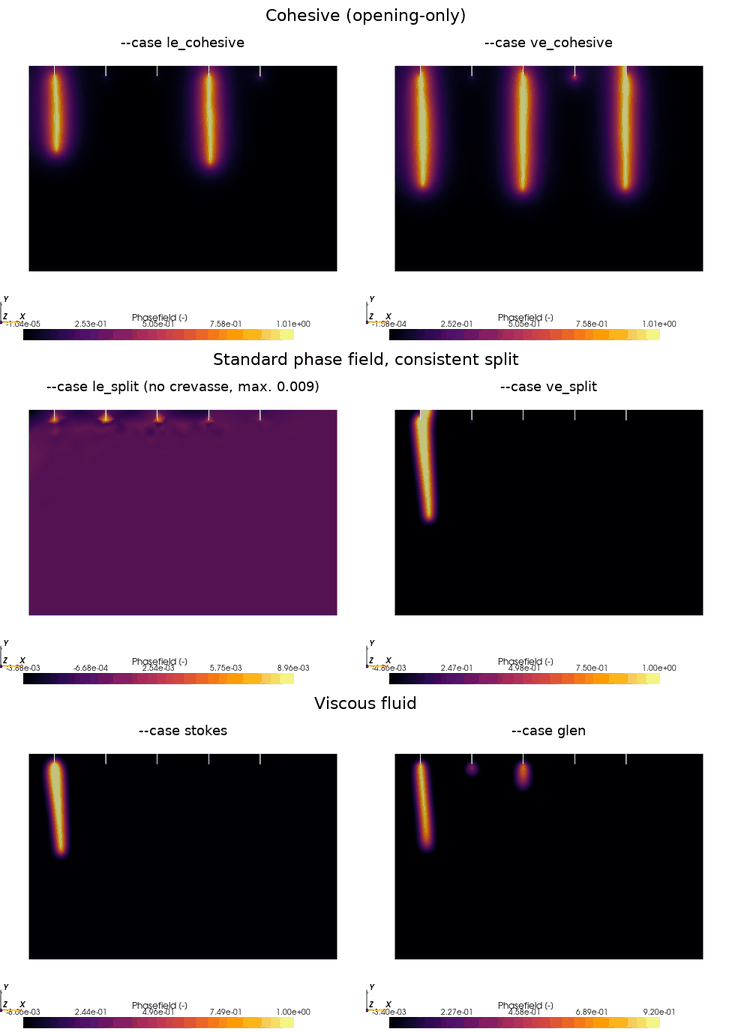 Cohesive (opening-only)
--case le_cohesive
--case ve_cohesive
Y
Z X
Phasefield (-)
-1.04e-05 2.53e-01 5.05e-01 7.58e-01 1.01e+00
Y
Z X
Phasefield (-)
2.52e-01 5.05e-01 7.58e-01 1.01e+00
Standard phase field, consistent split
--case le_split (no crevasse, max. 0.009)
--case ve_split
Y
Z X
Phasefield (-)
-6.68e-04 2.54e-03 5.75e-03 8.96e-03
Y
Z X
Phasefield (-)
2.47e-01 4.98e-01 7.50e-01 1.00e+00
Viscous fluid
--case stokes
--case glen
Y
Z X
Phasefield (-)
2.44e-01 4.96e-01 7.49e-01 1.00e+00
Y
Z X
Phasefield (-)
2.27e-01 4.58e-01 6.89e-01 9.20e-01